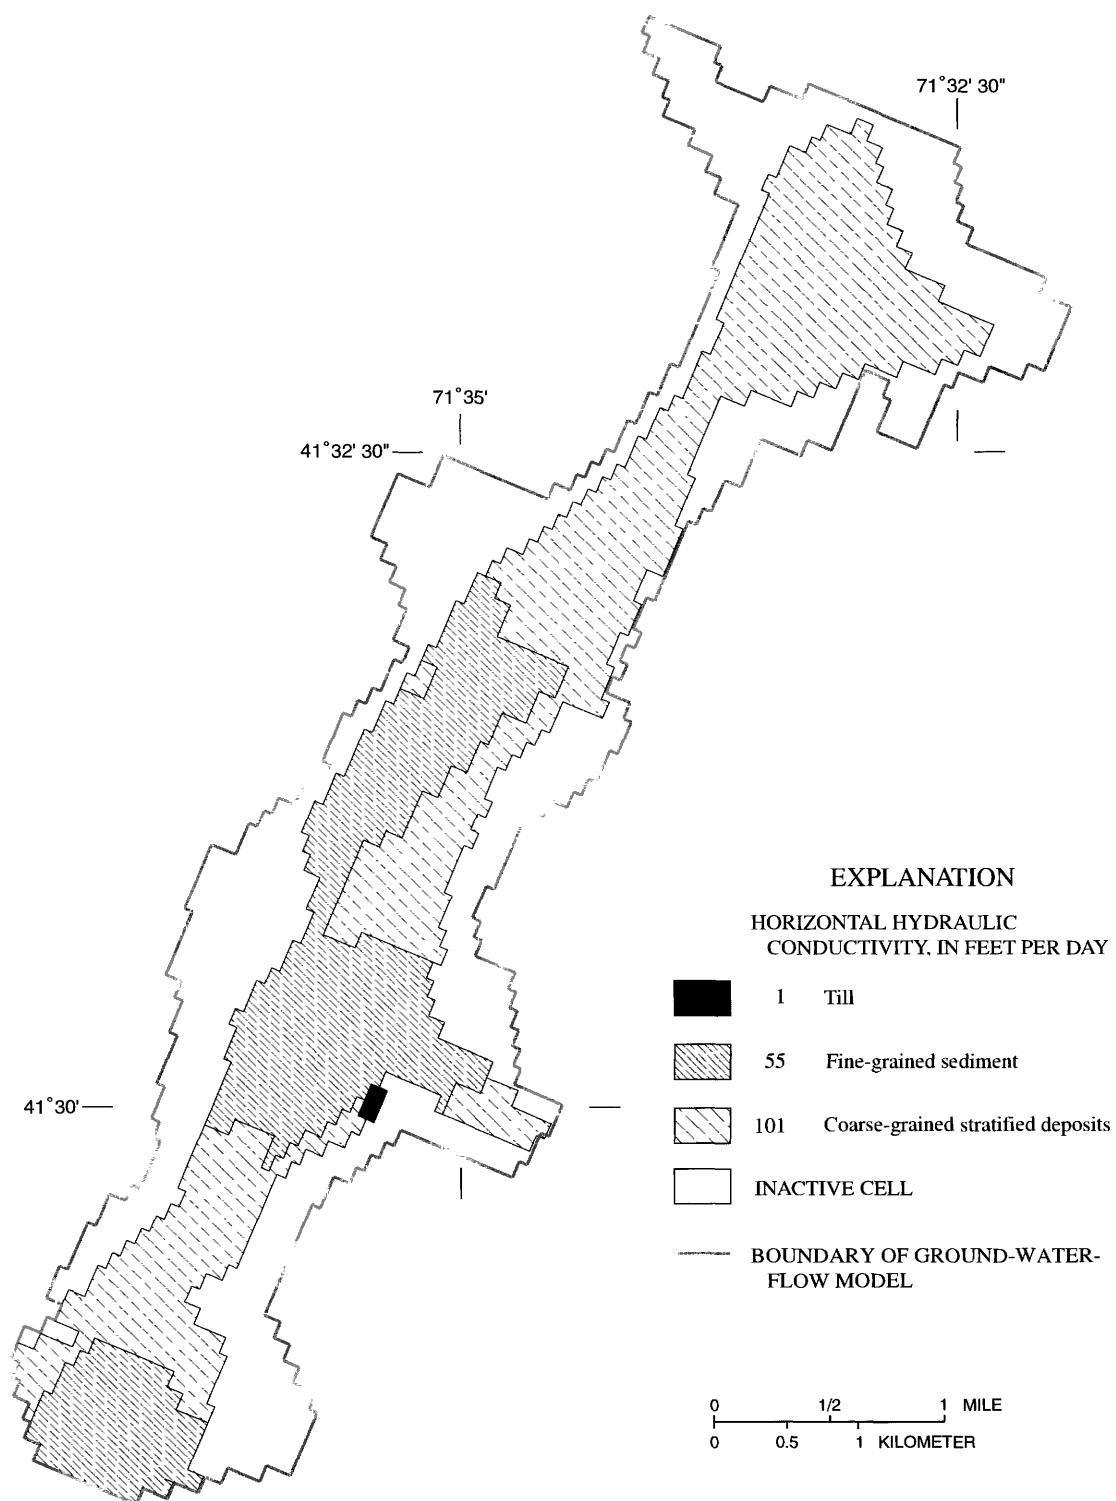 71°32' 30"
71°35'
41°32' 30"
41°30'
EXPLANATION
HORIZONTAL HYDRAULIC
CONDUCTIVITY, IN FEET PER DAY
1 Till
55 Fine-grained sediment
101 Coarse-grained stratified deposits
INACTIVE CELL
BOUNDARY OF GROUND-WATER-
FLOW MODEL
0 1/2 1 MILE
0 0.5 1 KILOMETER